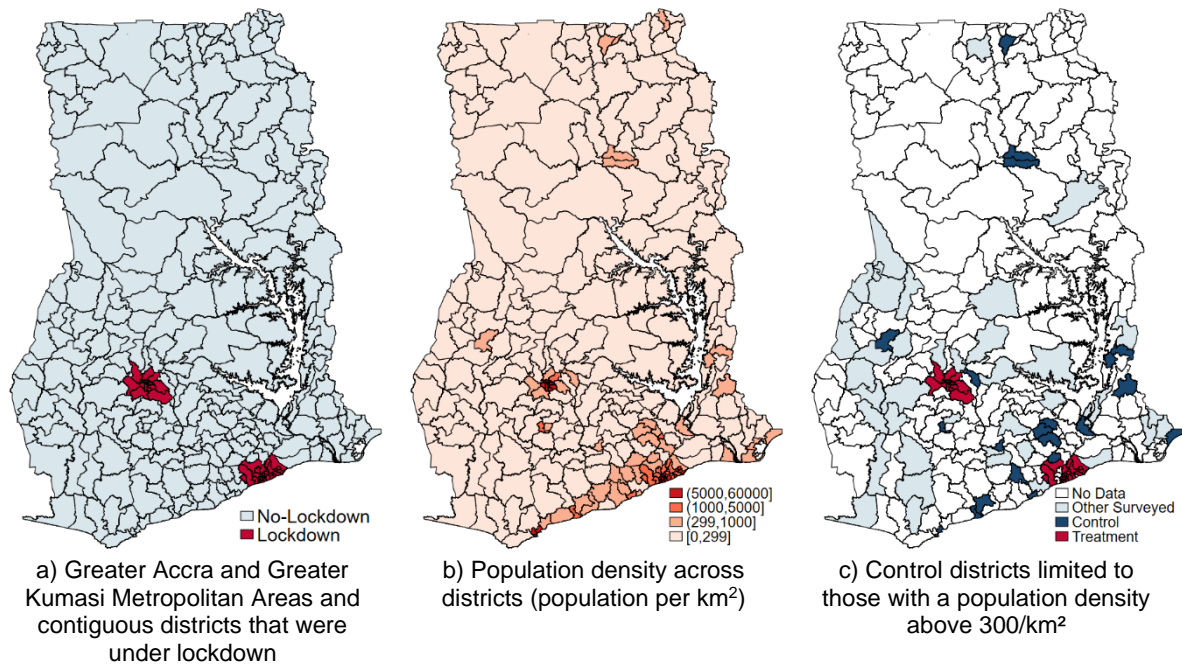 No-Lockdown
Lockdown
a) Greater Accra and Greater
Kumasi Metropolitan Areas and
contiguous districts that were
under lockdown
(5000,60000]
(1000,5000]
(299,1000]
[0,299]
b) Population density across
districts (population per km²)
No Data
Other Surveyed
Control
Treatment
c) Control districts limited to
those with a population density
above 300/km²